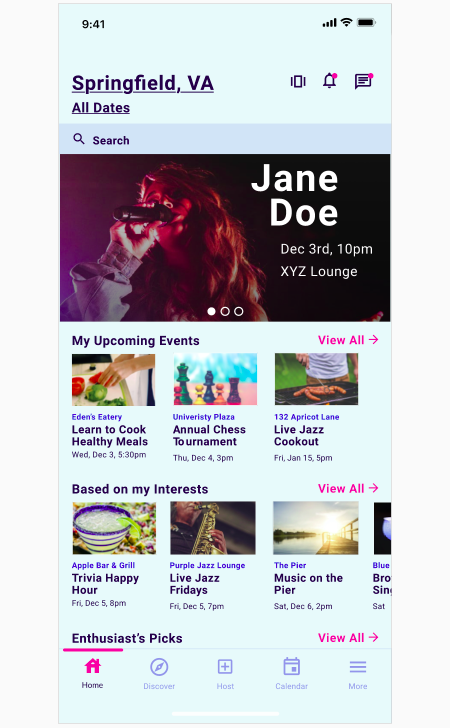 9:41
Springfield, VA
All Dates
Search
Jane
Doe
Dec 3rd, 10pm
XYZ Lounge
My Upcoming Events
View All →
Eden's Eatery
Learn to Cook
Healthy Meals
Wed, Dec 3, 5:30pm
Univeristy Plaza
Annual Chess
Tournament
Thu, Dec 4, 3pm
132 Apricot Lane
Live Jazz
Cookout
Fri, Jan 15, 5pm
Based on my Interests
View All →
Apple Bar & Grill
Trivia Happy
Hour
Fri, Dec 5, 8pm
Purple Jazz Lounge
Live Jazz
Fridays
Fri, Dec 5, 7pm
The Pier
Music on the
Pier
Sat, Dec 6, 2pm
Blue
Bro
Sing
Sat
Enthusiast's Picks
View All →
Home
Discover
Host
Calendar
More